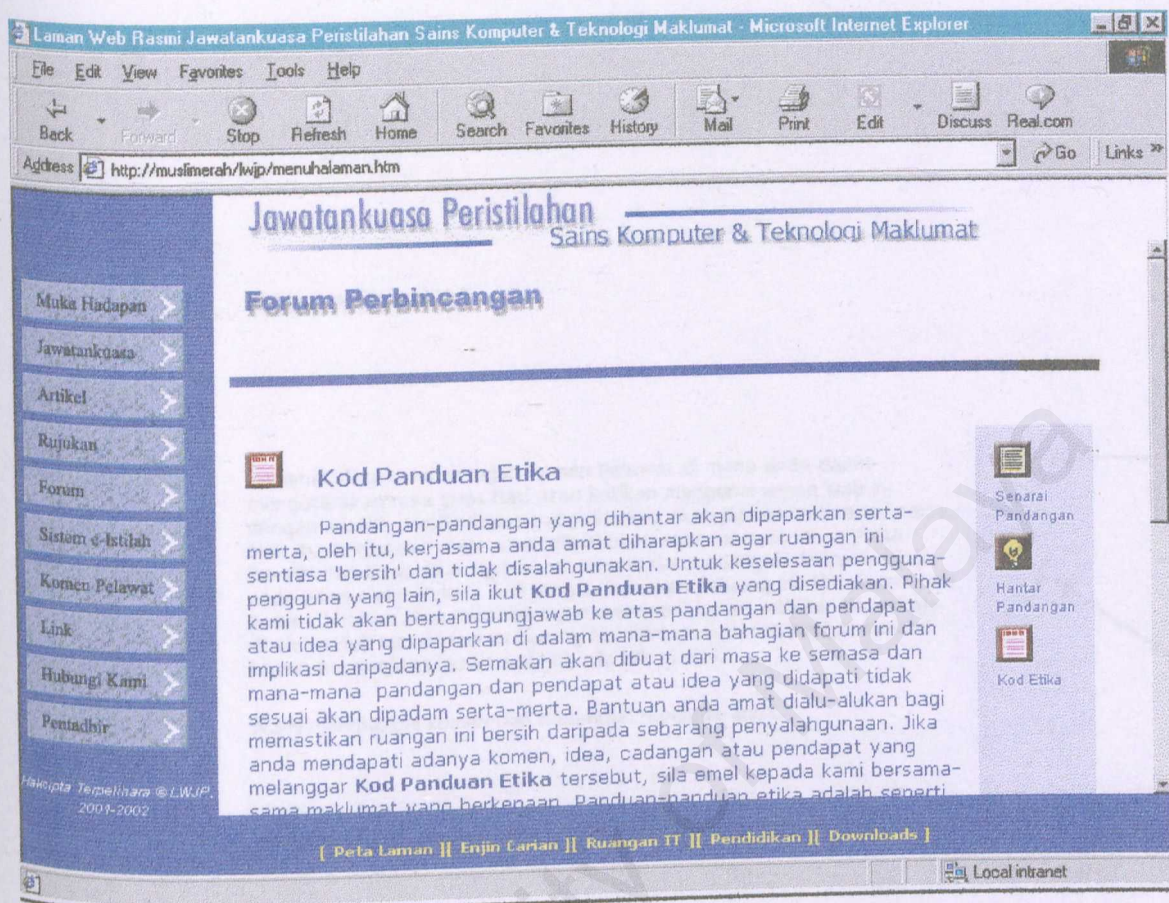 Laman Web Rasmi Jawatankuasa Peristilahan Sains Komputer & Teknologi Maklumat - Microsoft Internet Explorer
File Edit View Favorites Tools Help
Back Forward Stop Refresh Home Search Favorites History Mail Print Edit Discuss Real.com
Address http://muslimerah/lwjp/menuhalaman.htm Go Links »
Jawatankuasa Peristilahan
Sains Komputer & Teknologi Maklumat
Forum Perbincangan
Muka Hadapan
Jawatankuasa
Artikel
Rujukan
Forum
Sistem e-Istilah
Komen Pelawat
Link
Hubungi Kami
Pentadbir
Hakcipta Terpelihara © LWJP.
2001-2002
Kod Panduan Etika
Pandangan-pandangan yang dihantar akan dipaparkan serta-
merta, oleh itu, kerjasama anda amat diharapkan agar ruangan ini
sentiasa 'bersih' dan tidak disalahgunakan. Untuk keselesaan pengguna-
pengguna yang lain, sila ikut Kod Panduan Etika yang disediakan. Pihak
kami tidak akan bertanggungjawab ke atas pandangan dan pendapat
atau idea yang dipaparkan di dalam mana-mana bahagian forum ini dan
implikasi daripadanya. Semakan akan dibuat dari masa ke semasa dan
mana-mana pandangan dan pendapat atau idea yang didapati tidak
sesuai akan dipadam serta-merta. Bantuan anda amat dialu-alukan bagi
memastikan ruangan ini bersih daripada sebarang penyalahgunaan. Jika
anda mendapati adanya komen, idea, cadangan atau pendapat yang
melanggar Kod Panduan Etika tersebut, sila emel kepada kami bersama-
sama maklumat yang berkenaan. Panduan-panduan etika adalah seperti
Senarai
Pandangan
Hantar
Pandangan
Kod Etika
[ Peta Laman ][ Enjin Carian ][ Ruangan IT ][ Pendidikan ][ Downloads ]
Local intranet